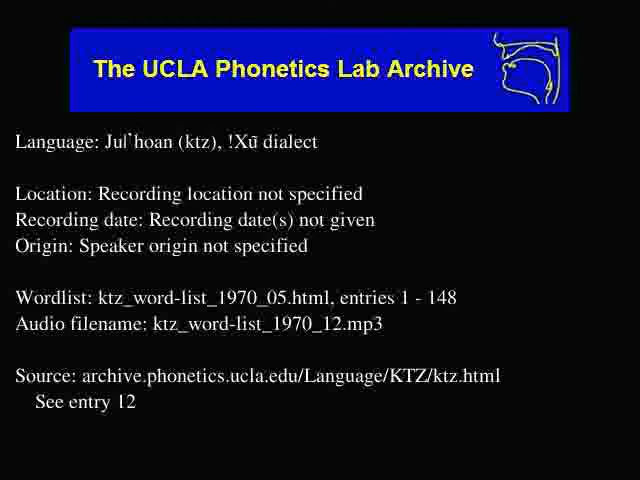 The UCLA Phonetics Lab Archive
Language: Ju|՚hoan (ktz), !Xũ dialect
Location: Recording location not specified
Recording date: Recording date(s) not given
Origin: Speaker origin not specified
Wordlist: ktz_word-list_1970_05.html, entries 1 - 148
Audio filename: ktz_word-list_1970_12.mp3
Source: archive.phonetics.ucla.edu/Language/KTZ/ktz.html
See entry 12